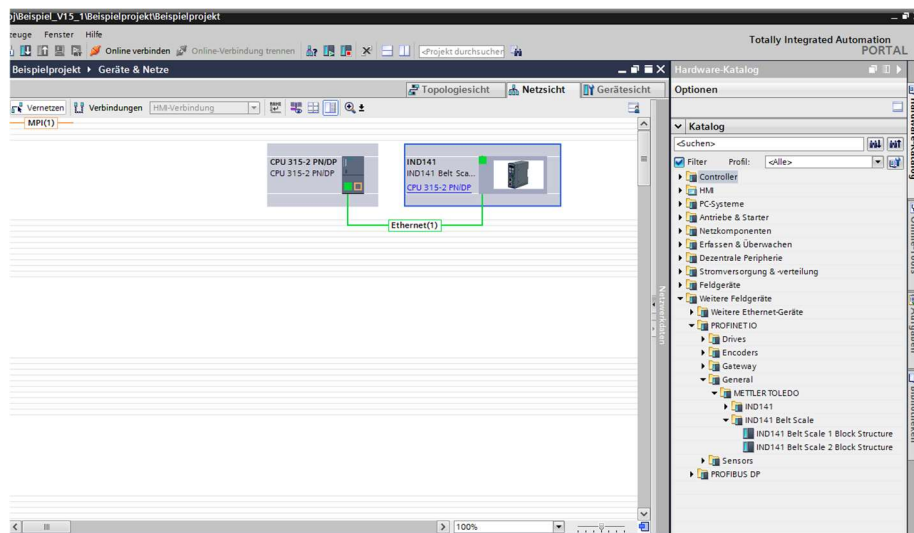 oj\Beispiel_V15_1\Beispielprojekt\Beispielprojekt
zeuge Fenster Hilfe
Online verbinden Online-Verbindung trennen <Projekt durchsuchen
Totally Integrated Automation
PORTAL
Beispielprojekt Geräte & Netze
Topologiesicht Netzsicht Gerätesicht
Vernetzen Verbindungen HMI-Verbindung
MPI(1)
CPU 315-2 PN/DP
CPU 315-2 PN/DP
IND141
IND141 Belt Sca...
CPU 315-2 PN/DP
Ethernet(1)
100%
Netzwerkdaten
Hardware-Katalog
Optionen
Katalog
<Suchen>
Filter Profil: <Alle>
Controller
HMI
PC-Systeme
Antriebe & Starter
Netzkomponenten
Erfassen & Überwachen
Dezentrale Peripherie
Stromversorgung & -verteilung
Feldgeräte
Weitere Feldgeräte
Weitere Ethernet-Geräte
PROFINET IO
Drives
Encoders
Gateway
General
METTLER TOLEDO
IND141
IND141 Belt Scale
IND141 Belt Scale 1 Block Structure
IND141 Belt Scale 2 Block Structure
Sensors
PROFIBUS DP
Hardware-Katalog